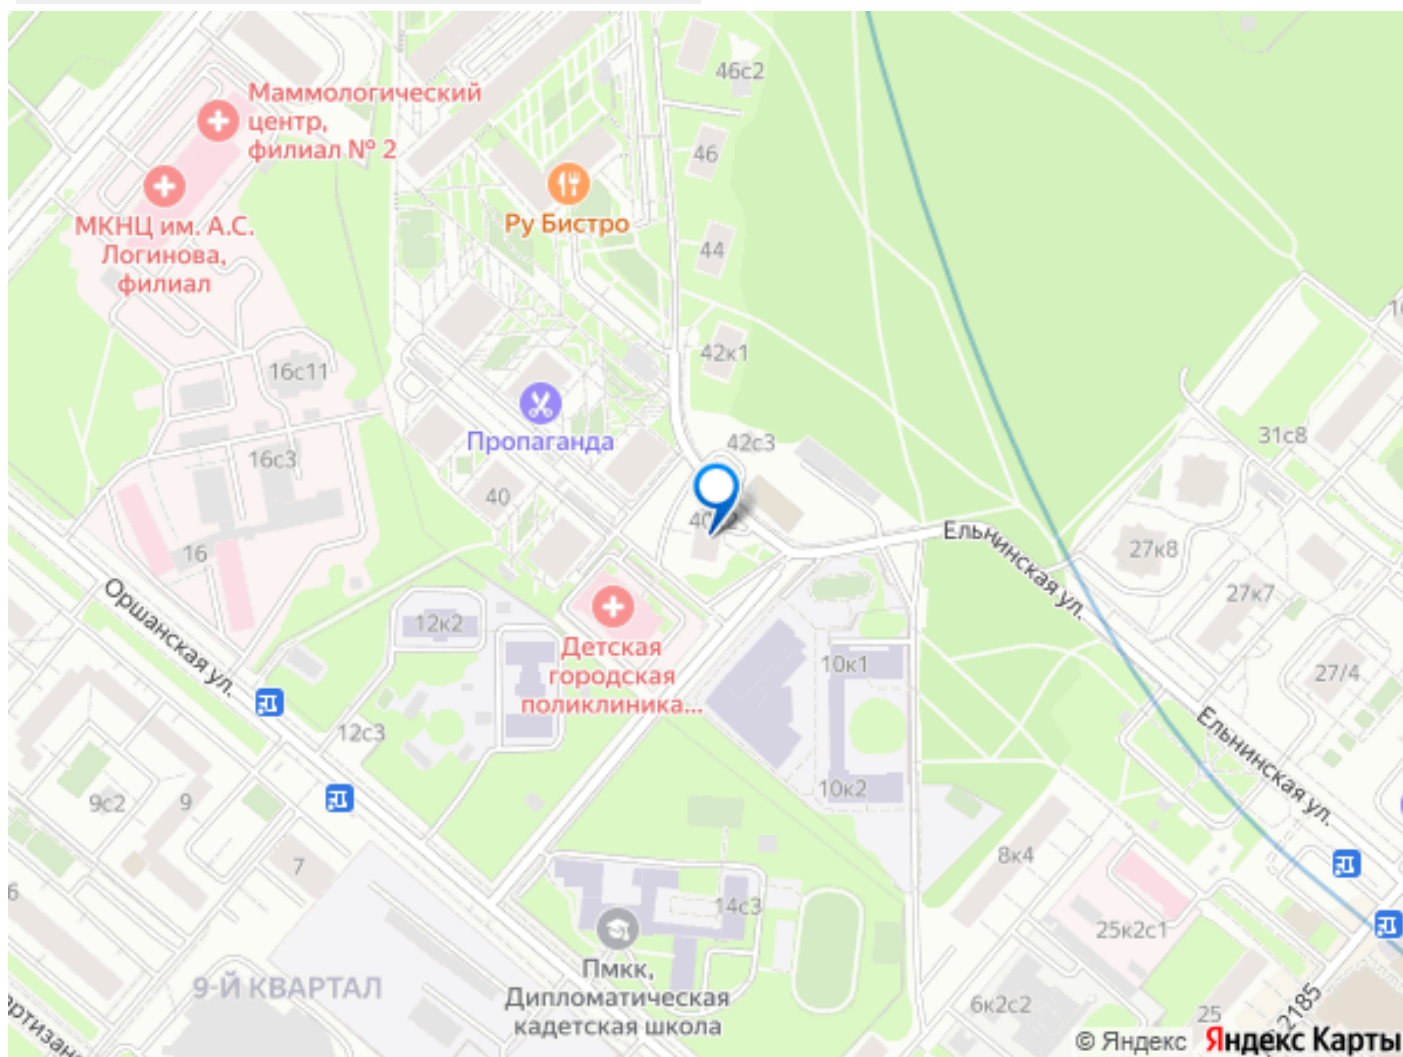 46с2
Маммологический
центр,
филиал № 2
46
МКНЦ им. А.С.
Логинова,
филиал
Ру Бистро
44
42к1
16с11
Пропаганда
42с3
31с8
16с3
40
16
Ельнинская ул.
27к8
27к7
Оршанская ул.
12к2
Детская
городская
поликлиника...
10к1
27/4
12с3
Ельнинская ул.
9с2
9
10к2
7
8к4
14с3
25к2с1
Пмкк,
Дипломатическая
кадетская школа
9-Й КВАРТАЛ
6к2с2
25
2185
© Яндекс Яндекс Карты